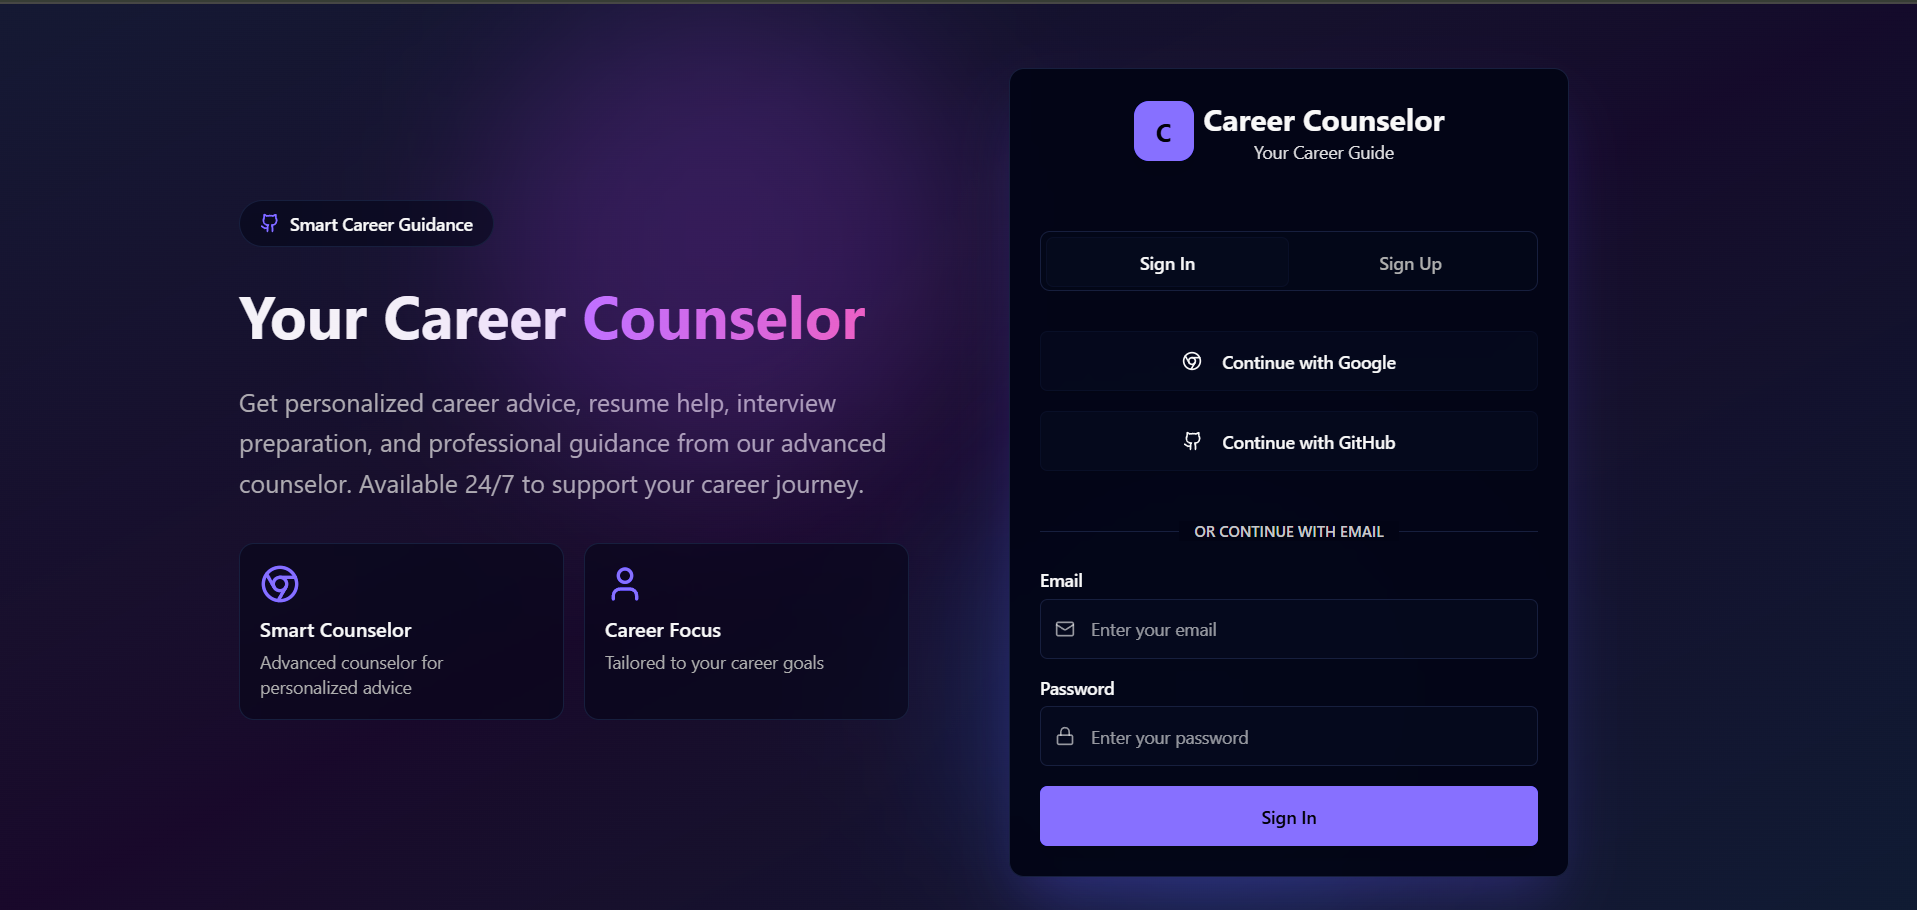 Smart Career Guidance
Your Career Counselor
Get personalized career advice, resume help, interview
preparation, and professional guidance from our advanced
counselor. Available 24/7 to support your career journey.
Smart Counselor
Advanced counselor for
personalized advice
Career Focus
Tailored to your career goals
C
Career Counselor
Your Career Guide
Sign In
Sign Up
Continue with Google
Continue with GitHub
OR CONTINUE WITH EMAIL
Email
Enter your email
Password
Enter your password
Sign In